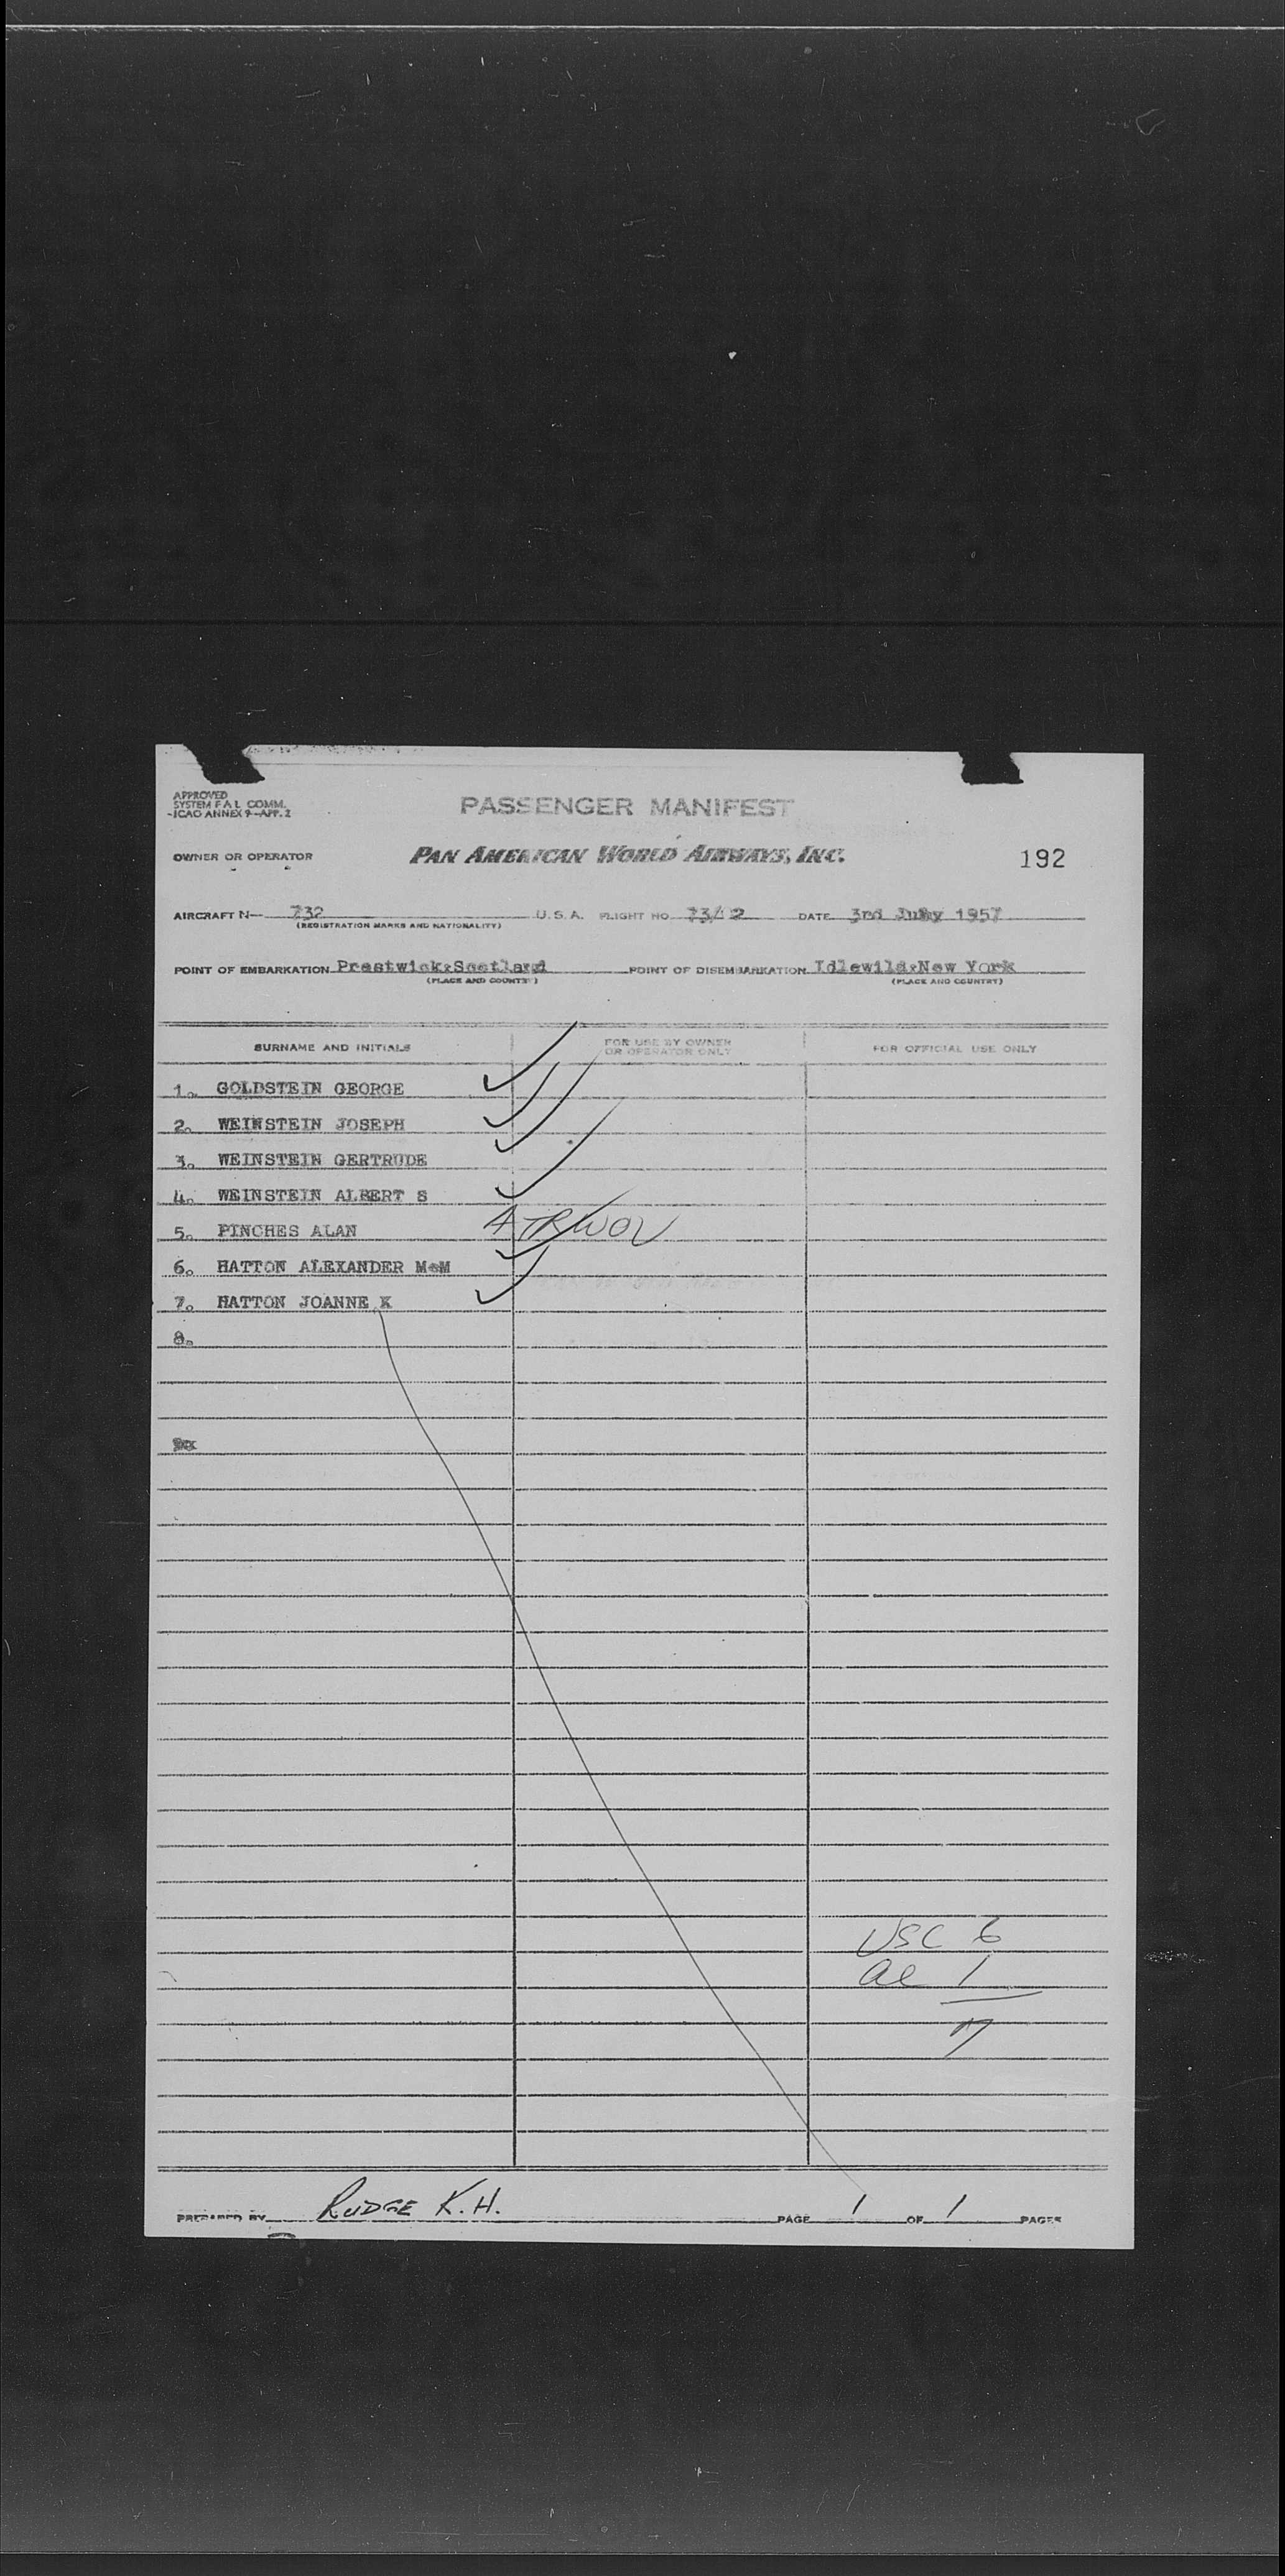 APPROVED
SYSTEM F A L COMM.
-ICAO ANNEX 9-APP. 2
PASSENGER MANIFEST
OWNER OR OPERATOR PAN AMERICAN WORLD AIRWAYS, INC. 192
AIRCRAFT N— 732 U.S.A. FLIGHT NO. 73/ 2 DATE 3rd July 1957
(REGISTRATION MARKS AND NATIONALITY)
POINT OF EMBARKATION Prestwick:Scotland POINT OF DISEMBARKATION Idlewild:New York
(PLACE AND COUNTRY) (PLACE AND COUNTRY)
SURNAME AND INITIALS FOR USE BY OWNER OR OPERATOR ONLY FOR OFFICIAL USE ONLY
1. GOLDSTEIN GEORGE
2. WEINSTEIN JOSEPH
3. WEINSTEIN GERTRUDE
4. WEINSTEIN ALBERT S
5. PINCHES ALAN A
6. HATTON ALEXANDER M.M
7. HATTON JOANNE K
8.
USC 6
al 1
7
PREPARED BY RUDGE K.H. PAGE 1 OF 1 PAGES